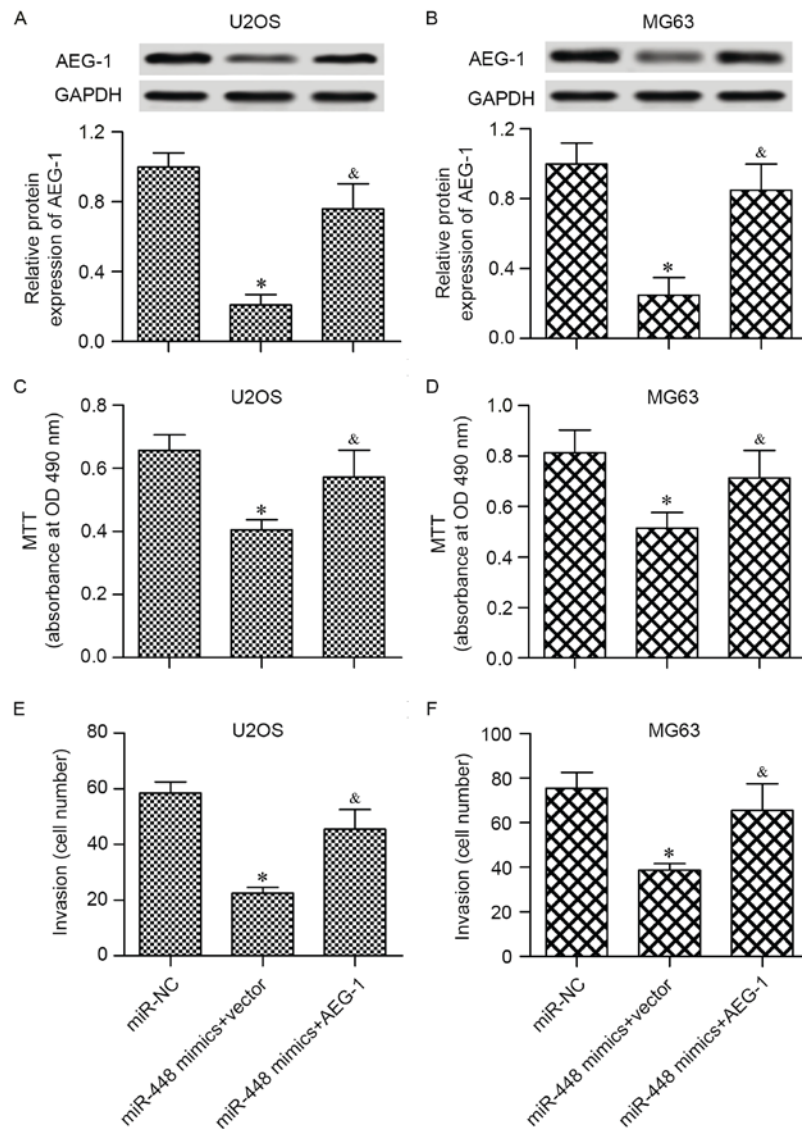 A
U2OS
AEG-1
GAPDH
Relative protein
expression of AEG-1
1.2
0.8
0.4
0.0
*
&
B
MG63
AEG-1
GAPDH
Relative protein
expression of AEG-1
1.2
0.8
0.4
0.0
*
&
C
U2OS
MTT
(absorbance at OD 490 nm)
0.8
0.6
0.4
0.2
0.0
*
&
D
MG63
MTT
(absorbance at OD 490 nm)
1.0
0.8
0.6
0.4
0.2
0.0
*
&
E
U2OS
Invasion (cell number)
80
60
40
20
0
*
&
miR-NC
miR-448 mimics+vector
miR-448 mimics+AEG-1
F
MG63
Invasion (cell number)
100
80
60
40
20
0
*
&
miR-NC
miR-448 mimics+vector
miR-448 mimics+AEG-1